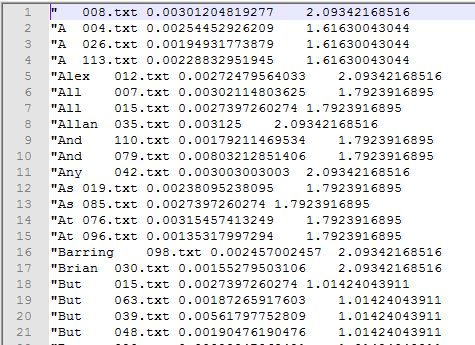 1 "	008.txt 0.00301204819277	2.09342168516
2 "A	004.txt 0.00254452926209	1.61630043044
3 "A	026.txt 0.00194931773879	1.61630043044
4 "A	113.txt 0.00228832951945	1.61630043044
5 "Alex	012.txt 0.00272479564033	2.09342168516
6 "All	007.txt 0.00302114803625	1.7923916895
7 "All	015.txt 0.0027397260274	1.7923916895
8 "Allan	035.txt 0.003125	2.09342168516
9 "And	110.txt 0.00179211469534	1.7923916895
10 "And	079.txt 0.00803212851406	1.7923916895
11 "Any	042.txt 0.003003003003	2.09342168516
12 "As 019.txt 0.00238095238095	1.7923916895
13 "As 085.txt 0.0027397260274 1.7923916895
14 "At 076.txt 0.00315457413249	1.7923916895
15 "At 096.txt 0.00135317997294	1.7923916895
16 "Barring	098.txt 0.002457002457	2.09342168516
17 "Brian	030.txt 0.00155279503106	2.09342168516
18 "But	015.txt 0.0027397260274 1.01424043911
19 "But	063.txt 0.00187265917603	1.01424043911
20 "But	039.txt 0.00561797752809	1.01424043911
21 "But	048.txt 0.00190476190476	1.01424043911